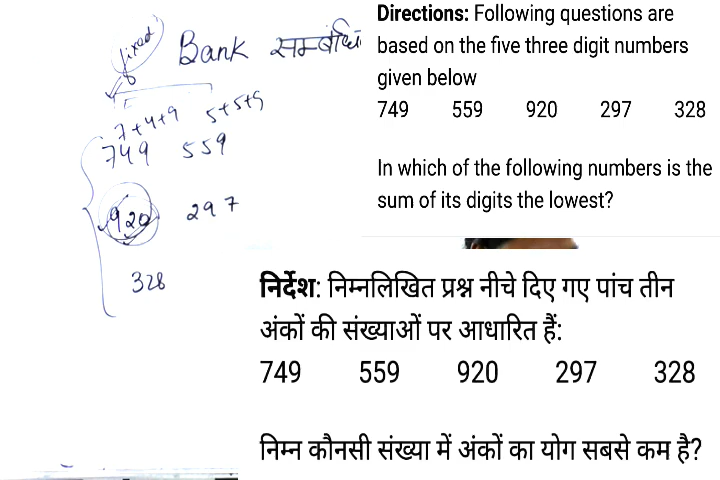 fixed
Bank सम्बंधि
7+4+9 5+5+9
749 559
920 297
328
Directions: Following questions are
based on the five three digit numbers
given below
749 559 920 297 328
In which of the following numbers is the
sum of its digits the lowest?
निर्देश: निम्नलिखित प्रश्न नीचे दिए गए पांच तीन
अंकों की संख्याओं पर आधारित हैं:
749 559 920 297 328
निम्न कौनसी संख्या में अंकों का योग सबसे कम है?